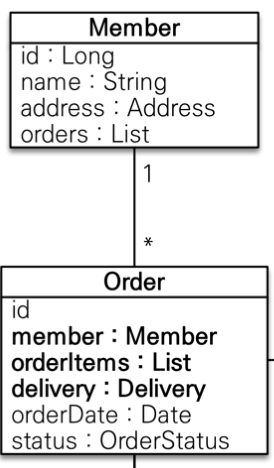 Member
id : Long
name : String
address : Address
orders : List
1
*
Order
id
member : Member
orderItems : List
delivery : Delivery
orderDate : Date
status : OrderStatus